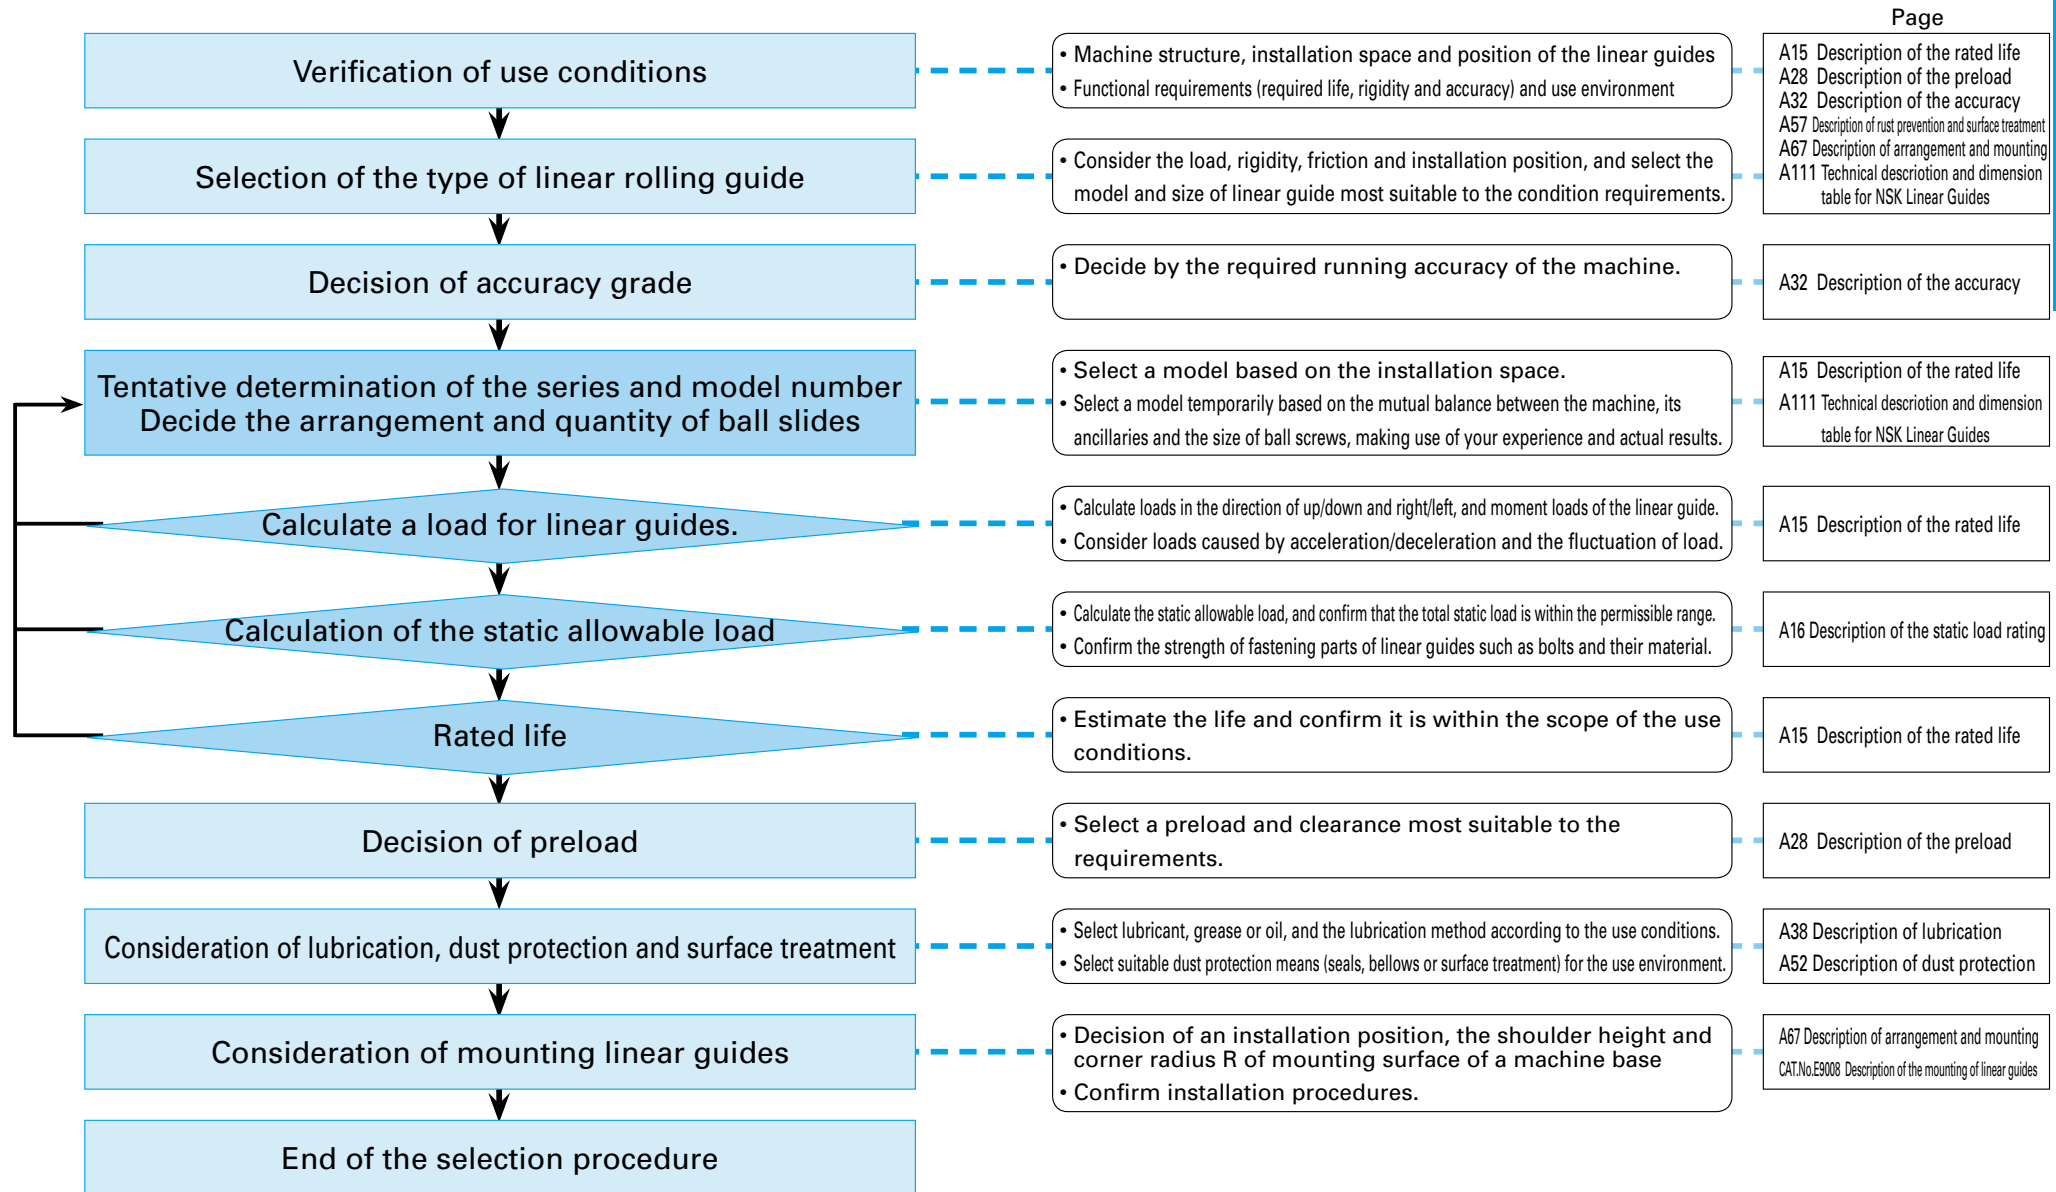 Page
Verification of use conditions
• Machine structure, installation space and position of the linear guides
• Functional requirements (required life, rigidity and accuracy) and use environment
A15 Description of the rated life
A28 Description of the preload
A32 Description of the accuracy
A57 Description of rust prevention and surface treatment
A67 Description of arrangement and mounting
A111 Technical descriotion and dimension
table for NSK Linear Guides
Selection of the type of linear rolling guide
• Consider the load, rigidity, friction and installation position, and select the
model and size of linear guide most suitable to the condition requirements.
Decision of accuracy grade
• Decide by the required running accuracy of the machine.
A32 Description of the accuracy
Tentative determination of the series and model number
Decide the arrangement and quantity of ball slides
• Select a model based on the installation space.
• Select a model temporarily based on the mutual balance between the machine, its
ancillaries and the size of ball screws, making use of your experience and actual results.
A15 Description of the rated life
A111 Technical descriotion and dimension
table for NSK Linear Guides
Calculate a load for linear guides.
• Calculate loads in the direction of up/down and right/left, and moment loads of the linear guide.
• Consider loads caused by acceleration/deceleration and the fluctuation of load.
A15 Description of the rated life
Calculation of the static allowable load
• Calculate the static allowable load, and confirm that the total static load is within the permissible range.
• Confirm the strength of fastening parts of linear guides such as bolts and their material.
A16 Description of the static load rating
Rated life
• Estimate the life and confirm it is within the scope of the use
conditions.
A15 Description of the rated life
Decision of preload
• Select a preload and clearance most suitable to the
requirements.
A28 Description of the preload
Consideration of lubrication, dust protection and surface treatment
• Select lubricant, grease or oil, and the lubrication method according to the use conditions.
• Select suitable dust protection means (seals, bellows or surface treatment) for the use environment.
A38 Description of lubrication
A52 Description of dust protection
Consideration of mounting linear guides
• Decision of an installation position, the shoulder height and
corner radius R of mounting surface of a machine base
• Confirm installation procedures.
A67 Description of arrangement and mounting
CAT.No.E9008 Description of the mounting of linear guides
End of the selection procedure